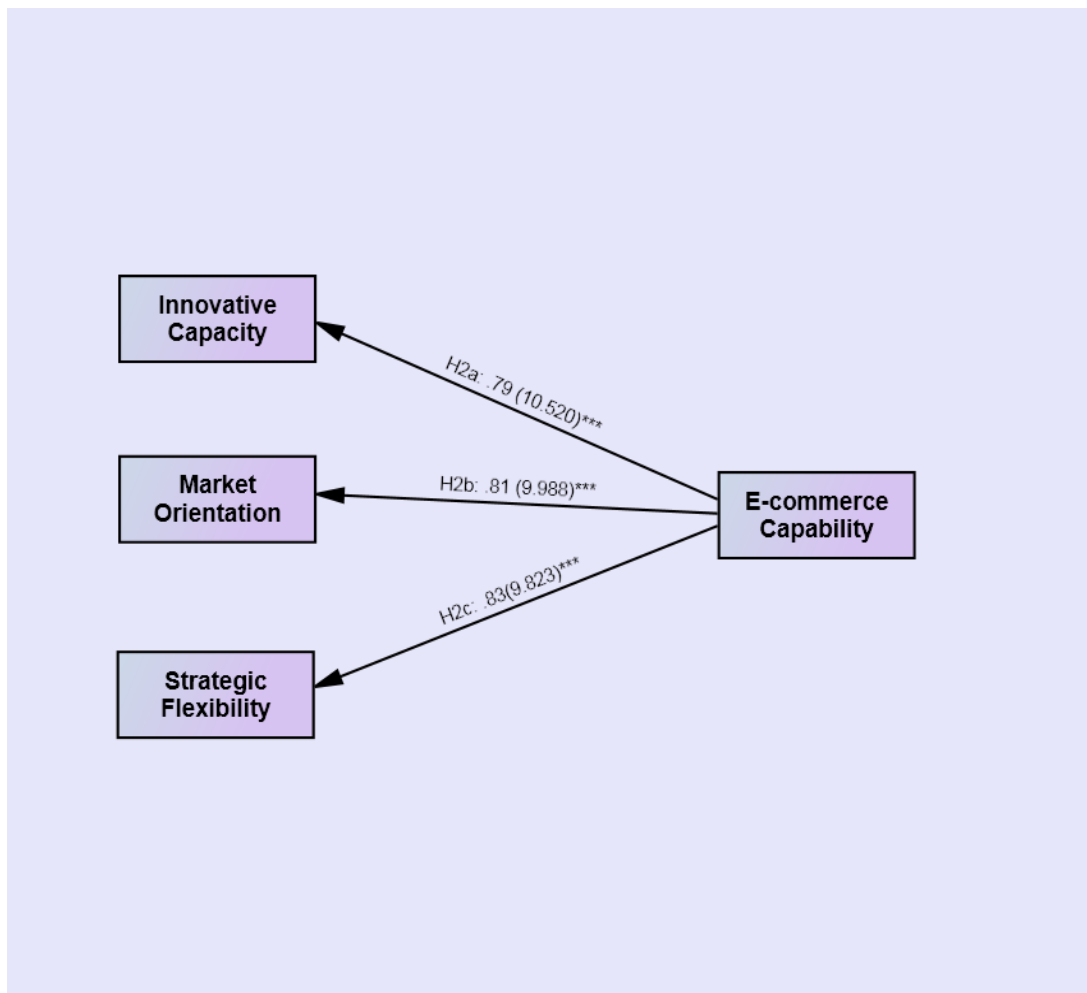 Innovative
Capacity
H2a: .79 (10.520)***
Market
Orientation
H2b: .81 (9.988)***
E-commerce
Capability
H2c: .83(9.823)***
Strategic
Flexibility